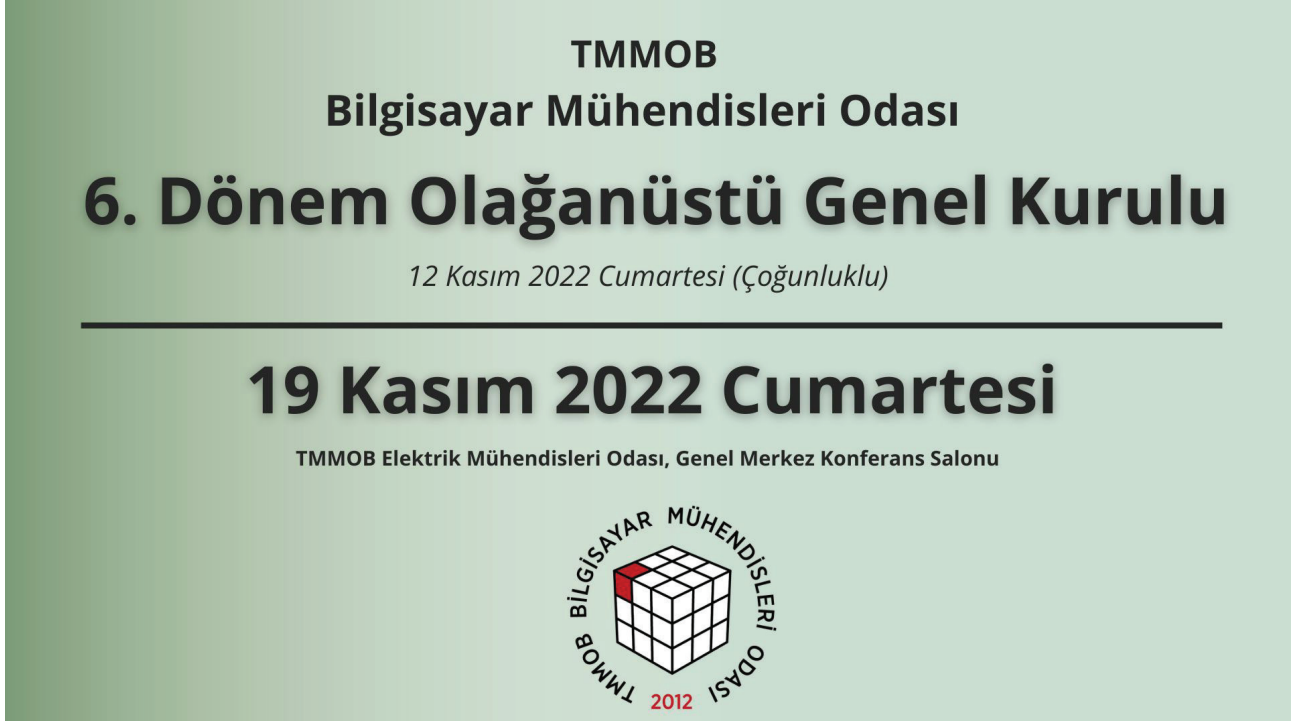 TMMOB
Bilgisayar Mühendisleri Odası
6. Dönem Olağanüstü Genel Kurulu
12 Kasım 2022 Cumartesi (Çoğunluklu)
19 Kasım 2022 Cumartesi
TMMOB Elektrik Mühendisleri Odası, Genel Merkez Konferans Salonu
TMMOB BİLGİSAYAR MÜHENDİSLERİ ODASI
2012